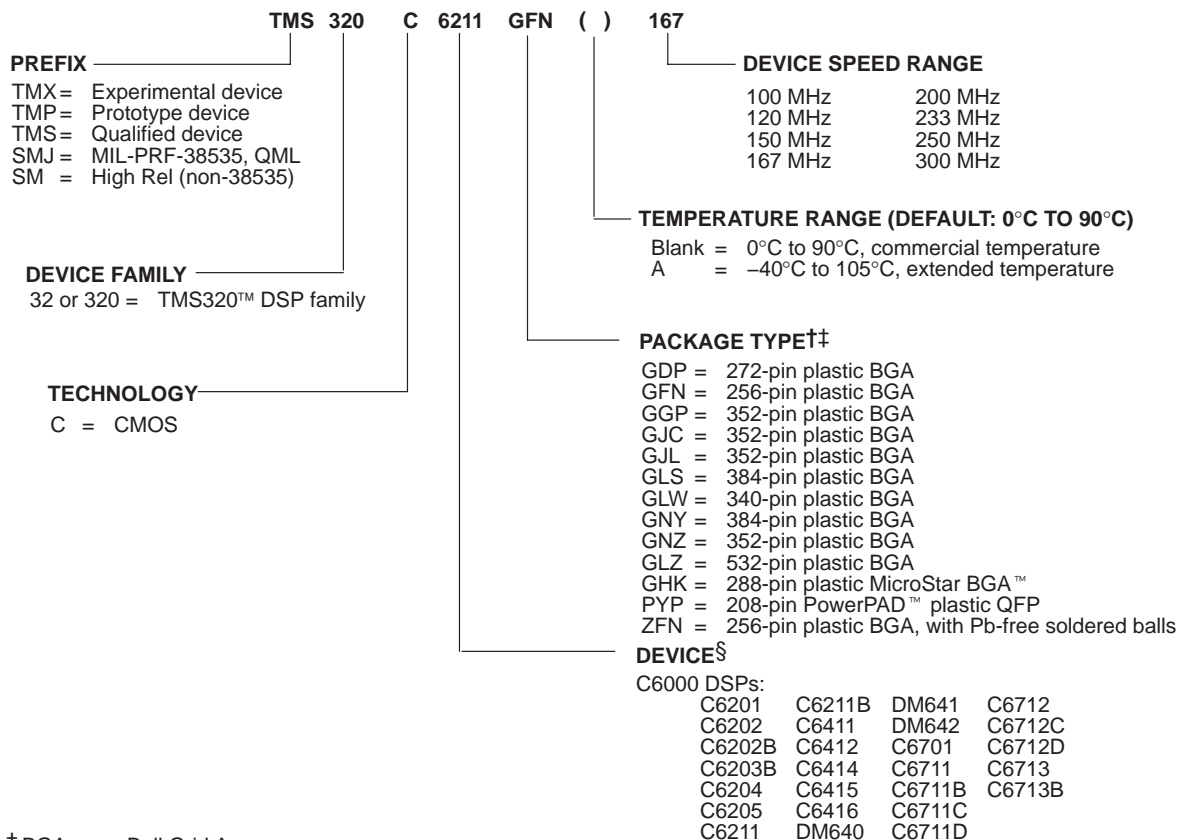 TMS 320 C 6211 GFN ( ) 167
PREFIX
TMX = Experimental device
TMP = Prototype device
TMS = Qualified device
SMJ = MIL-PRF-38535, QML
SM = High Rel (non-38535)
DEVICE SPEED RANGE
100 MHz 200 MHz
120 MHz 233 MHz
150 MHz 250 MHz
167 MHz 300 MHz
TEMPERATURE RANGE (DEFAULT: 0°C TO 90°C)
Blank = 0°C to 90°C, commercial temperature
A = −40°C to 105°C, extended temperature
DEVICE FAMILY
32 or 320 = TMS320™ DSP family
PACKAGE TYPE†‡
GDP = 272-pin plastic BGA
GFN = 256-pin plastic BGA
GGP = 352-pin plastic BGA
GJC = 352-pin plastic BGA
GJL = 352-pin plastic BGA
GLS = 384-pin plastic BGA
GLW = 340-pin plastic BGA
GNY = 384-pin plastic BGA
GNZ = 352-pin plastic BGA
GLZ = 532-pin plastic BGA
GHK = 288-pin plastic MicroStar BGA™
PYP = 208-pin PowerPAD™ plastic QFP
ZFN = 256-pin plastic BGA, with Pb-free soldered balls
TECHNOLOGY
C = CMOS
DEVICE§
C6000 DSPs:
C6201 C6211B DM641 C6712
C6202 C6411 DM642 C6712C
C6202B C6412 C6701 C6712D
C6203B C6414 C6711 C6713
C6204 C6415 C6711B C6713B
C6205 C6416 C6711C
C6211 DM640 C6711D